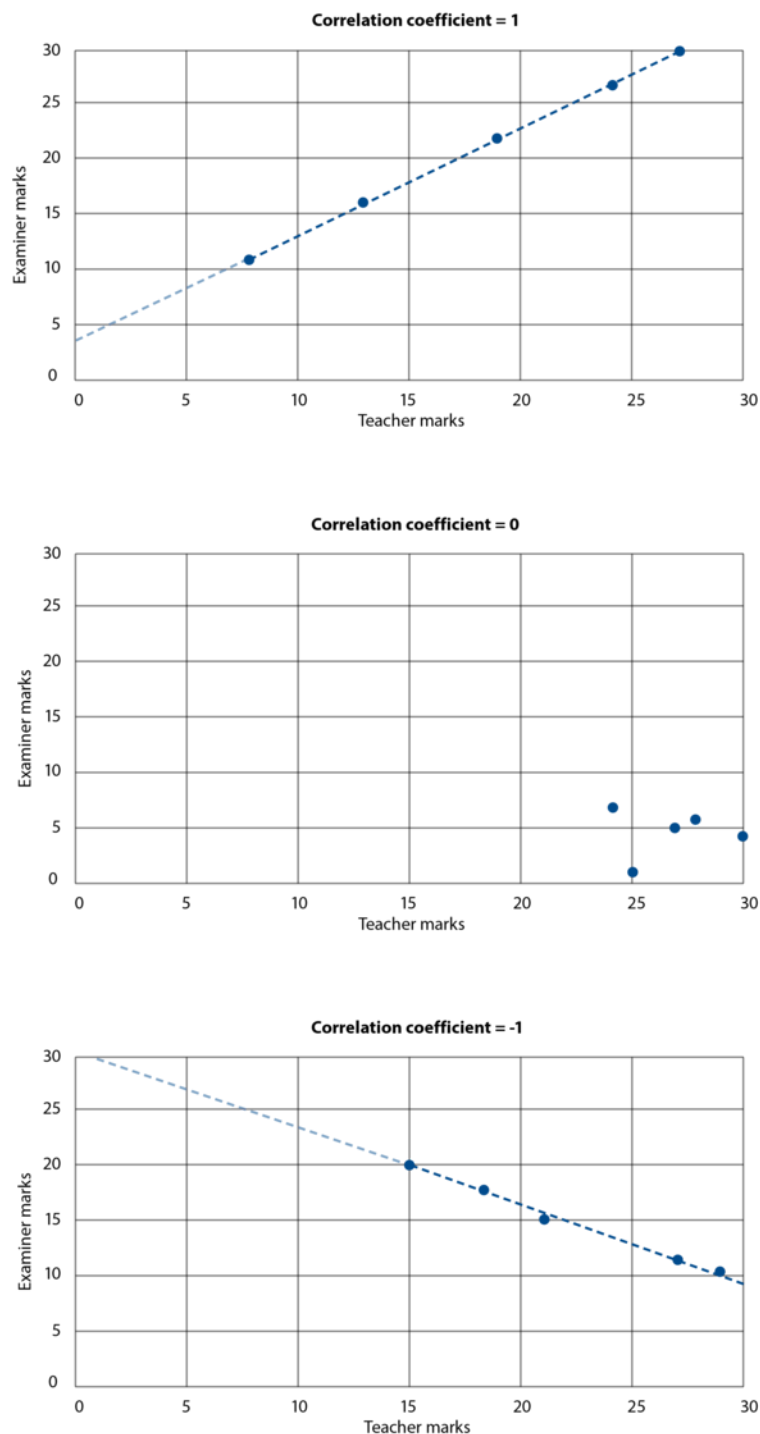 Correlation coefficient = 1
30
25
20
15
10
5
0
Examiner marks
0 5 10 15 20 25 30
Teacher marks
Correlation coefficient = 0
30
25
20
15
10
5
0
Examiner marks
0 5 10 15 20 25 30
Teacher marks
Correlation coefficient = -1
30
25
20
15
10
5
0
Examiner marks
0 5 10 15 20 25 30
Teacher marks